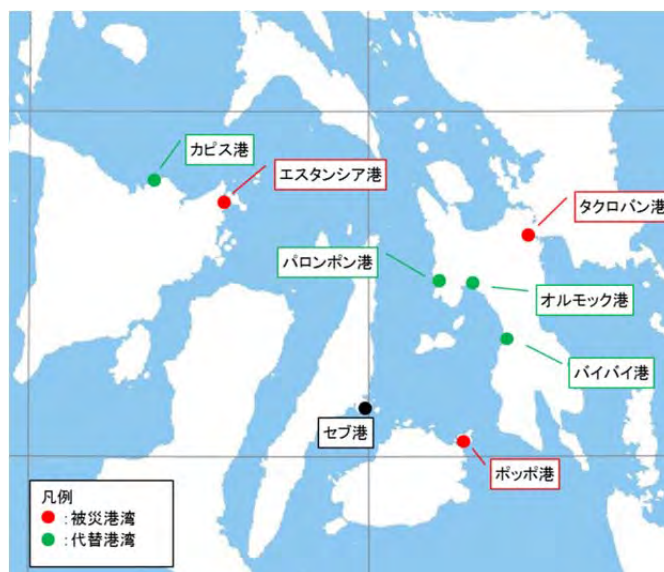 カピス港
エスタンシア港
タクロバン港
パロンポン港
オルモック港
バイバイ港
セブ港
ポッポ港
凡例
:被災港湾
:代替港湾